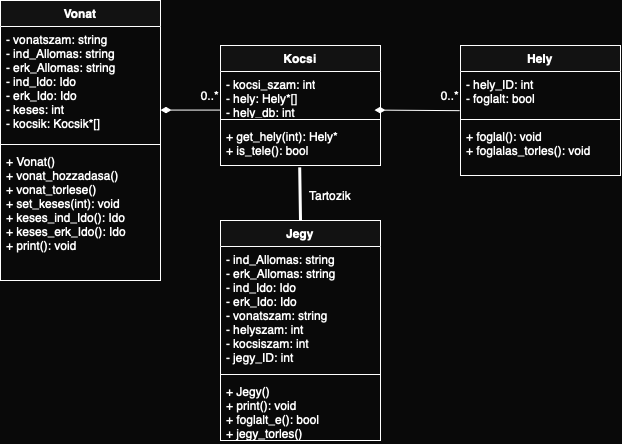 Vonat
- vonatszam: string
- ind_Allomas: string
- erk_Allomas: string
- ind_Ido: Ido
- erk_Ido: Ido
- keses: int
- kocsik: Kocsik*[]
+ Vonat()
+ vonat_hozzadasa()
+ vonat_torlese()
+ set_keses(int): void
+ keses_ind_Ido(): Ido
+ keses_erk_Ido(): Ido
+ print(): void
0..*
Kocsi
- kocsi_szam: int
- hely: Hely*[]
- hely_db: int
+ get_hely(int): Hely*
+ is_tele(): bool
0..*
Hely
- hely_ID: int
- foglalt: bool
+ foglal(): void
+ foglalas_torles(): void
Tartozik
Jegy
- ind_Allomas: string
- erk_Allomas: string
- ind_Ido: Ido
- erk_Ido: Ido
- vonatszam: string
- helyszam: int
- kocsiszam: int
- jegy_ID: int
+ Jegy()
+ print(): void
+ foglalt_e(): bool
+ jegy_torles()